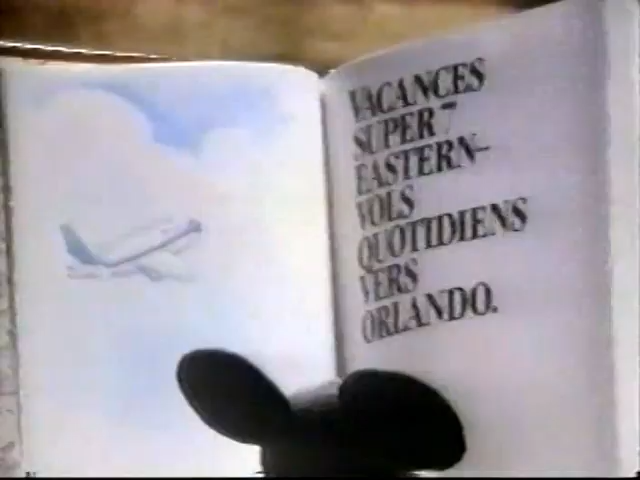 VACANCES
SUPER 7
EASTERN–
VOLS
QUOTIDIENS
VERS
ORLANDO.